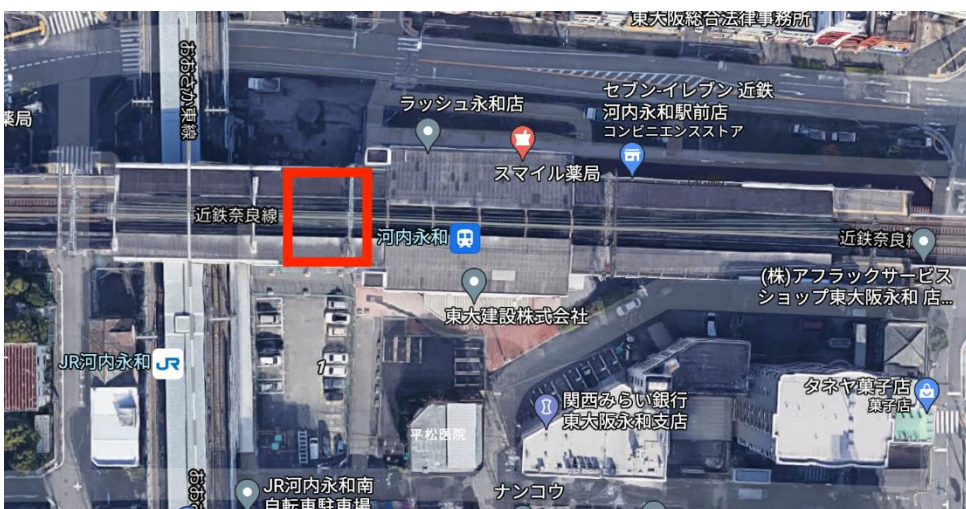 東大阪総合法律事務所
おおさか東線
ラッシュ永和店
セブン-イレブン 近鉄
河内永和駅前店
コンビニエンスストア
薬局
スマイル薬局
近鉄奈良線
河内永和
近鉄奈良
(株)アフラックサービス
ショップ東大阪永和 店...
東大建設株式会社
JR河内永和
JR
タネヤ菓子店
菓子店
関西みらい銀行
東大阪永和支店
平松医院
JR河内永和南
自転車駐車場
ナンコウ
おお